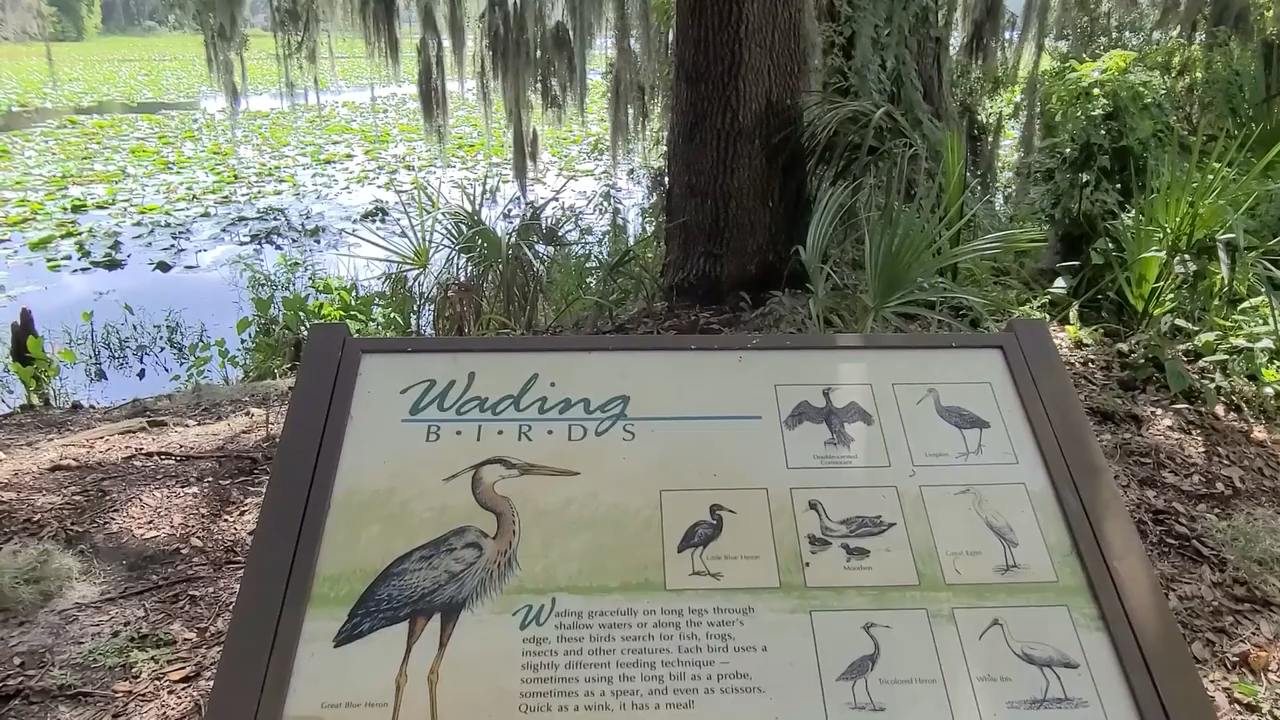 Wading
B•I•R•D•S
Double-crested
Cormorant
Limpkin
Little Blue Heron
Moorhen
Great Egret
Wading gracefully on long legs through
shallow waters or along the water's
edge, these birds search for fish, frogs,
insects and other creatures. Each bird uses a
slightly different feeding technique —
sometimes using the long bill as a probe,
sometimes as a spear, and even as scissors.
Quick as a wink, it has a meal!
Great Blue Heron
Tricolored Heron
White Ibis